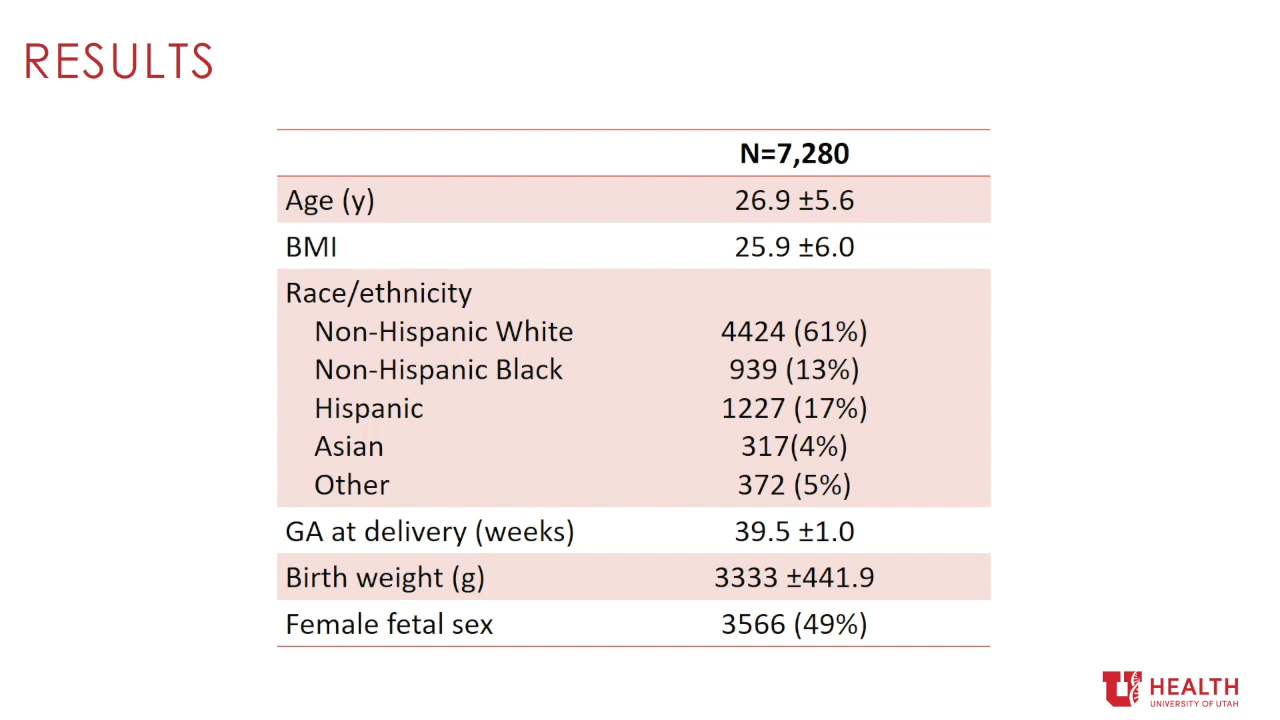 RESULTS
N=7,280
Age (y) 26.9 ±5.6
BMI 25.9 ±6.0
Race/ethnicity
Non-Hispanic White 4424 (61%)
Non-Hispanic Black 939 (13%)
Hispanic 1227 (17%)
Asian 317(4%)
Other 372 (5%)
GA at delivery (weeks) 39.5 ±1.0
Birth weight (g) 3333 ±441.9
Female fetal sex 3566 (49%)
U HEALTH
UNIVERSITY OF UTAH